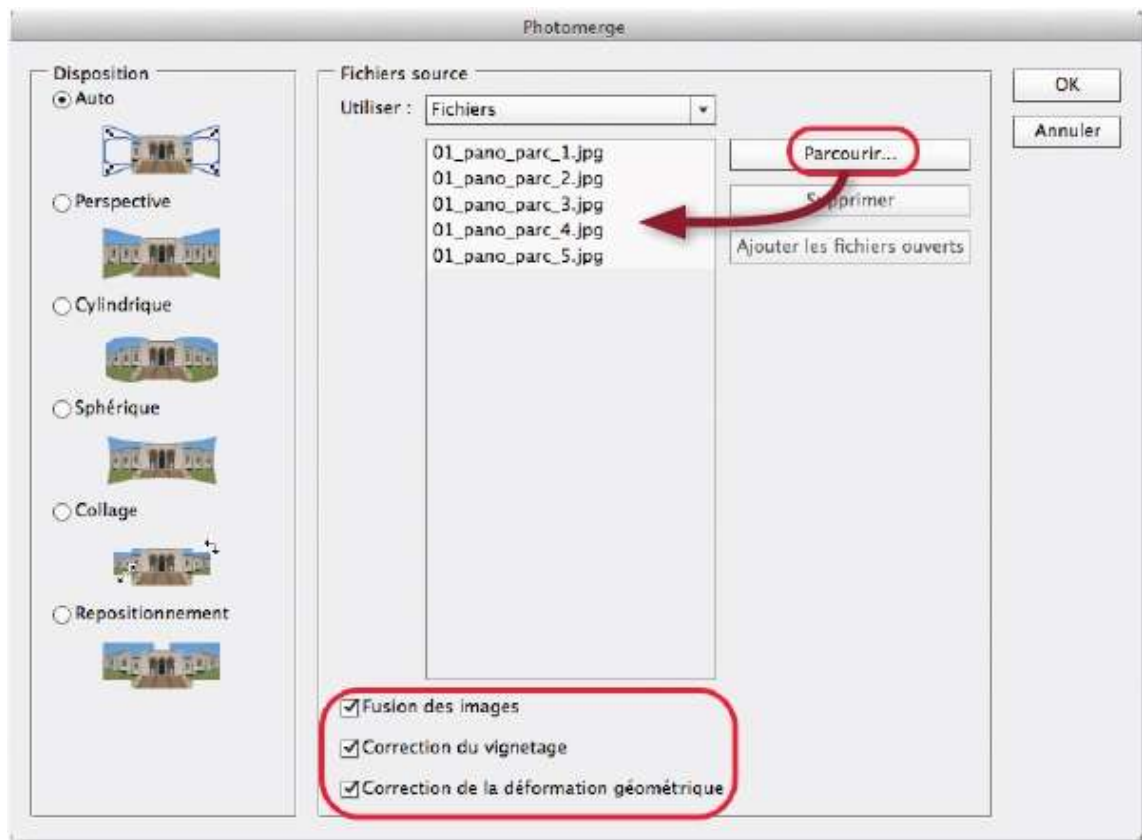 Photomerge
Disposition
Auto
Perspective
Cylindrique
Sphérique
Collage
Repositionnement
Fichiers source
Utiliser : Fichiers
01_pano_parc_1.jpg
01_pano_parc_2.jpg
01_pano_parc_3.jpg
01_pano_parc_4.jpg
01_pano_parc_5.jpg
Parcourir...
Supprimer
Ajouter les fichiers ouverts
Fusion des images
Correction du vignetage
Correction de la déformation géométrique
OK
Annuler